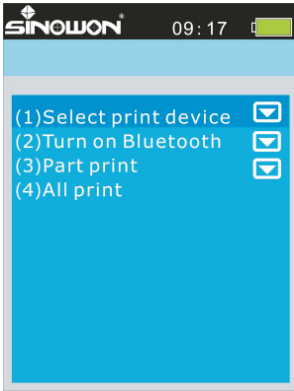 SINOWON®
09:17
(1)Select print device
(2)Turn on Bluetooth
(3)Part print
(4)All print